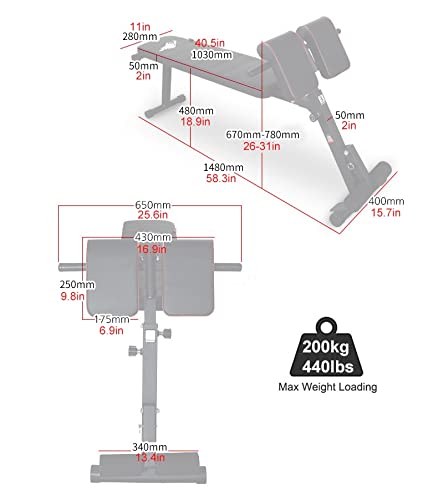 11in
280mm
40.5in
1030mm
50mm
2in
480mm
18.9in
50mm
2in
670mm-780mm
26-31in
1480mm
58.3in
400mm
15.7in
650mm
25.6in
430mm
16.9in
250mm
9.8in
175mm
6.9in
200kg
440lbs
Max Weight Loading
340mm
13.4in